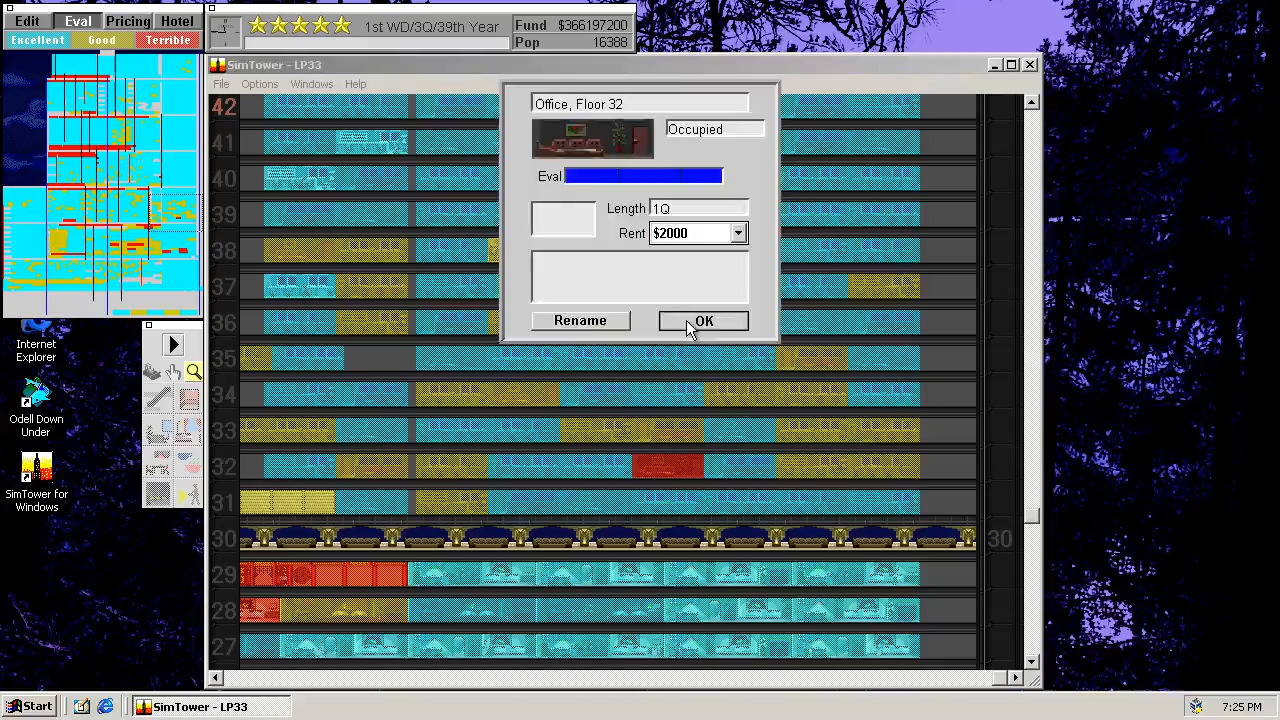 Edit Eval Pricing Hotel
Excellent Good Terrible
1st WD/3Q/39th Year
Fund $366197200
Pop 16388
SimTower - LP33
File Options Windows Help
42
41
40
39
38
37
36
35
34
33
32
31
30 30
29
28
27
Office, Floor 32
Occupied
Eval
Length 1Q
Rent $2000
Rename OK
Internet
Explorer
Odell Down
Under
SimTower for
Windows
Start SimTower - LP33 7:25 PM